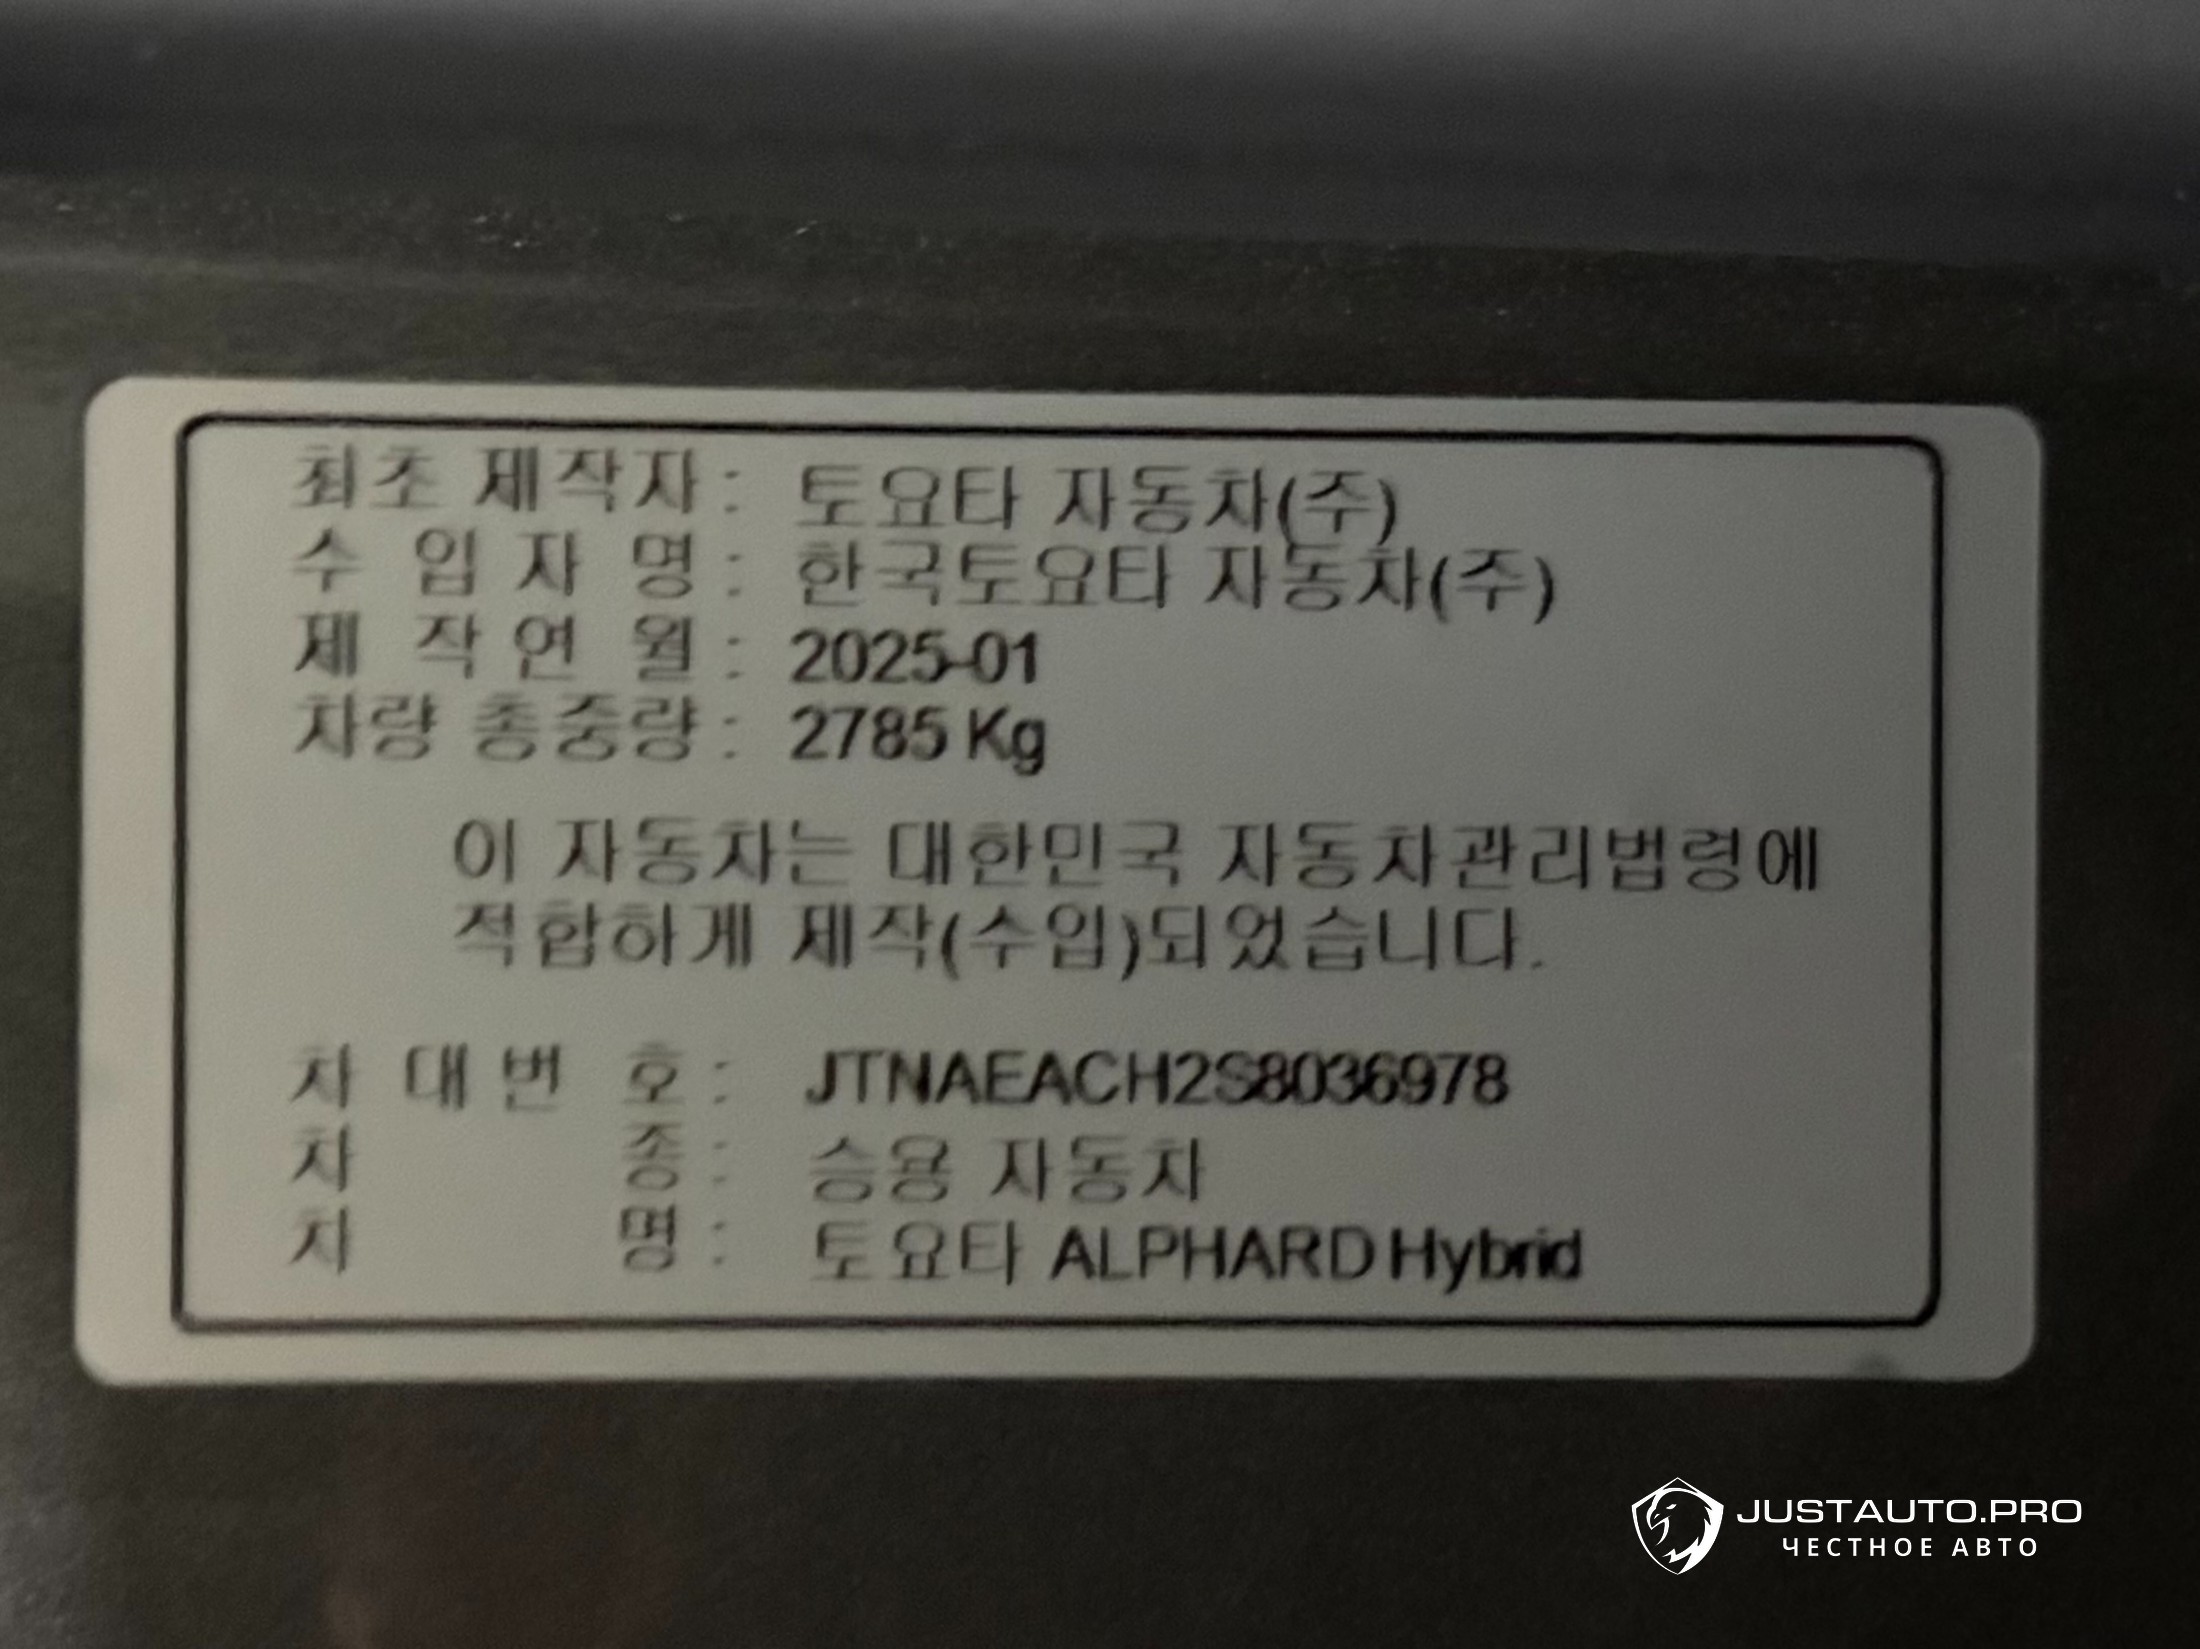 최초 제작자 : 토요타 자동차(주)
수 입 자 명 : 한국토요타 자동차(주)
제 작 연 월 : 2025-01
차량 총중량 : 2785 Kg
이 자동차는 대한민국 자동차관리법령에
적합하게 제작(수입)되었습니다.
차 대 번 호 : JTNAEACH2S8036978
차 종 : 승용 자동차
차 명 : 토요타 ALPHARD Hybrid
JUSTAUTO.PRO
ЧЕСТНОЕ АВТО